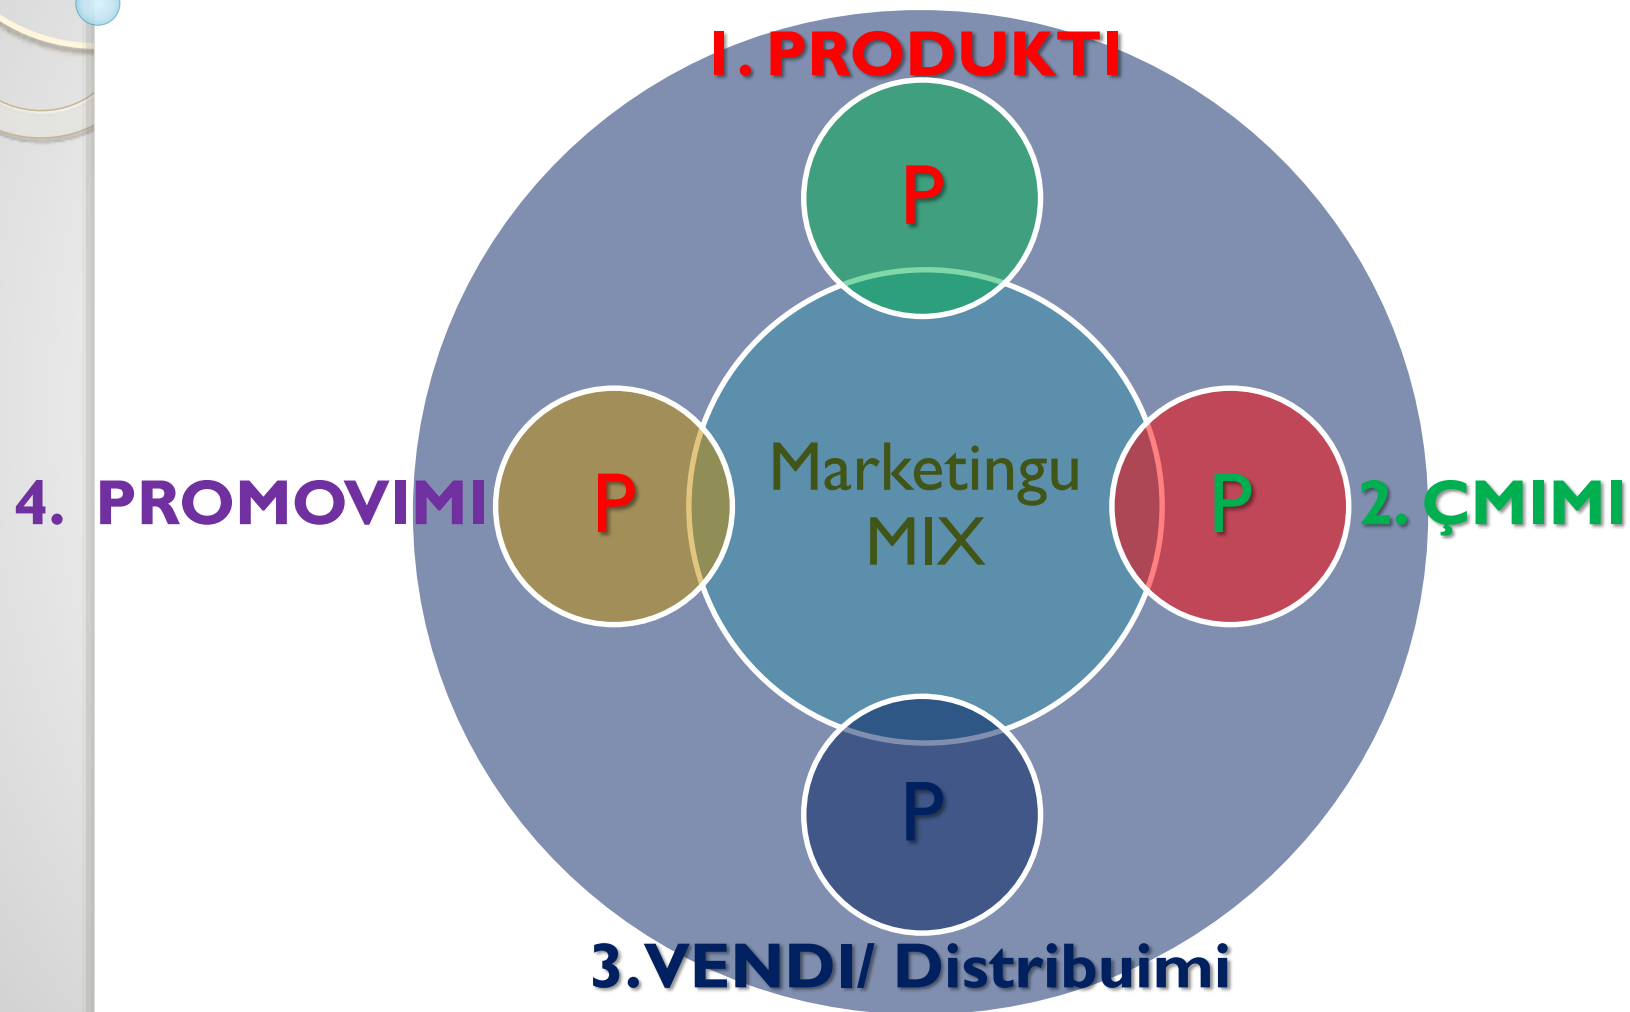 1. PRODUKTI
P
Marketingu
MIX
P
2. ÇMIMI
P
3. VENDI/ Distribuimi
4. PROMOVIMI
P